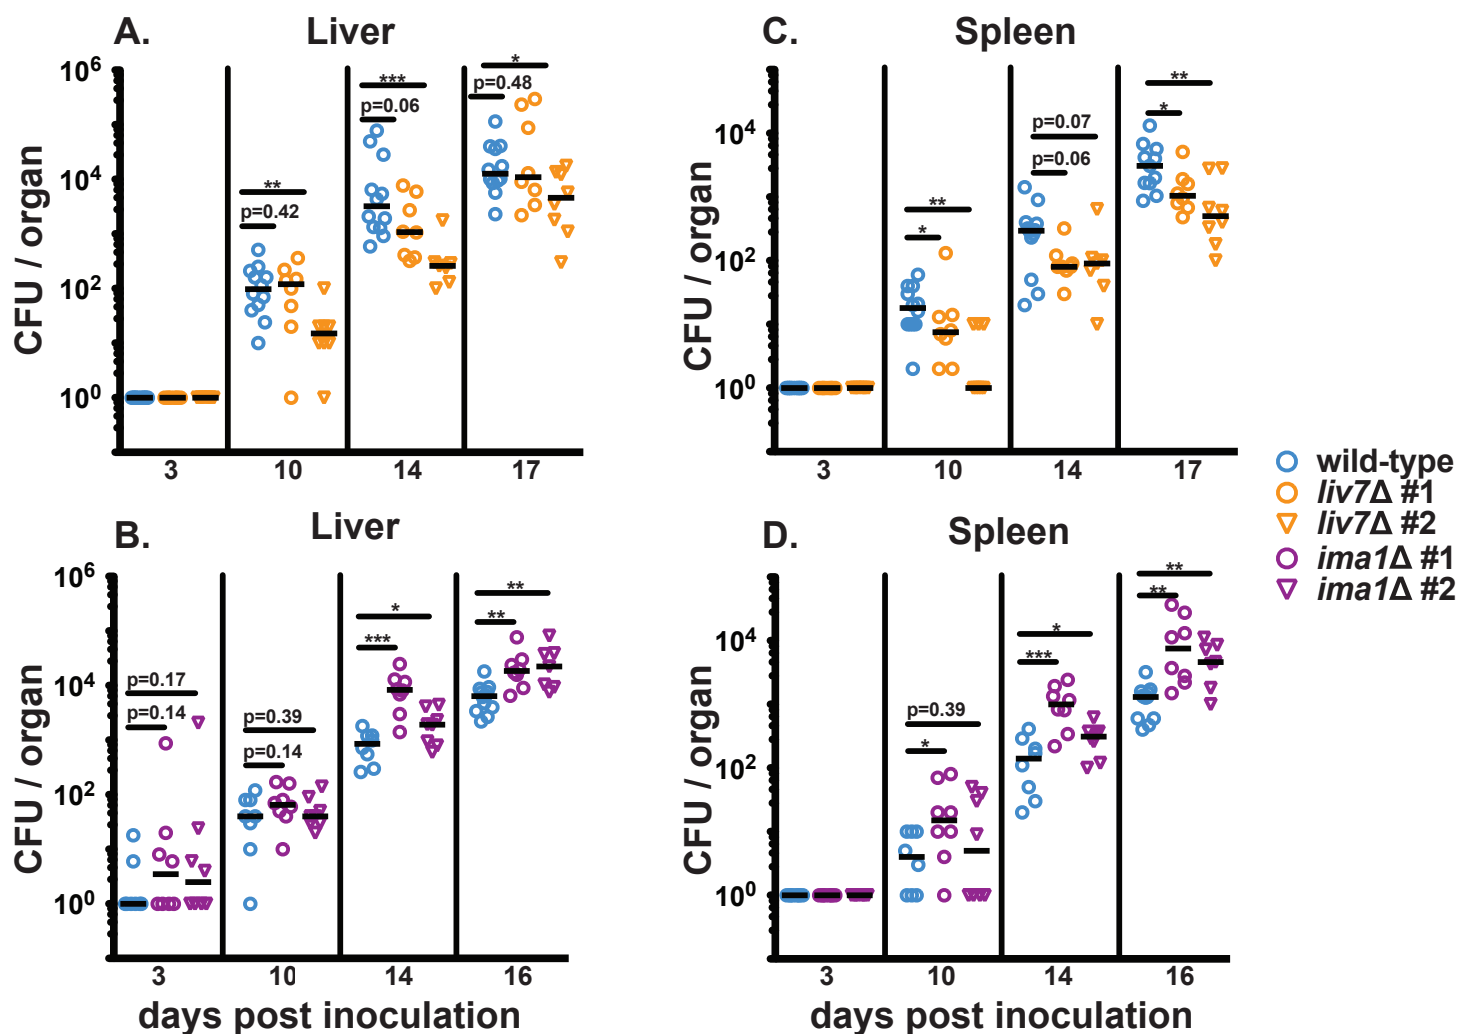 A. Liver
10^6
10^4
10^2
10^0
CFU / organ
**
p=0.42
***
p=0.06
*
p=0.48
3 10 14 17
C. Spleen
10^4
10^2
10^0
CFU / organ
**
*
p=0.07
p=0.06
**
*
3 10 14 17
wild-type
liv7Δ #1
liv7Δ #2
ima1Δ #1
ima1Δ #2
B. Liver
10^6
10^4
10^2
10^0
CFU / organ
p=0.17
p=0.14
p=0.39
p=0.14
*
***
**
**
3 10 14 16
days post inoculation
D. Spleen
10^4
10^2
10^0
CFU / organ
p=0.39
*
*
***
**
**
3 10 14 16
days post inoculation